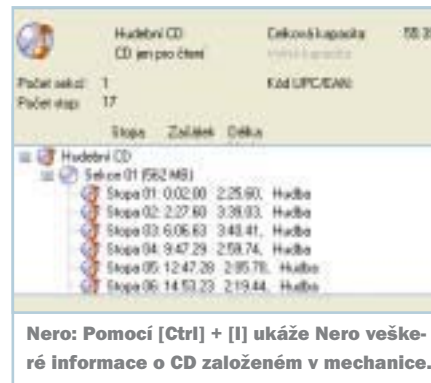 Hudební CD Celková kapacita 55:35
CD jen pro čtení
Počet sekcí: 1 Kód UPC/EAN:
Počet stop: 17
Stopa Začátek Délka
Hudební CD
Sekce 01 (562 MB)
Stopa 01: 0:02.00 2:25.60, Hudba
Stopa 02: 2:27.60 3:39.03, Hudba
Stopa 03: 6:06.63 3:40.41, Hudba
Stopa 04: 9:47.29 2:59.74, Hudba
Stopa 05: 12:47.28 Hudba
Stopa 06: 14:53.23 2:19.44, Hudba
Nero: Pomocí [Ctrl] + [I] ukáže Nero veške-
ré informace o CD založeném v mechanice.